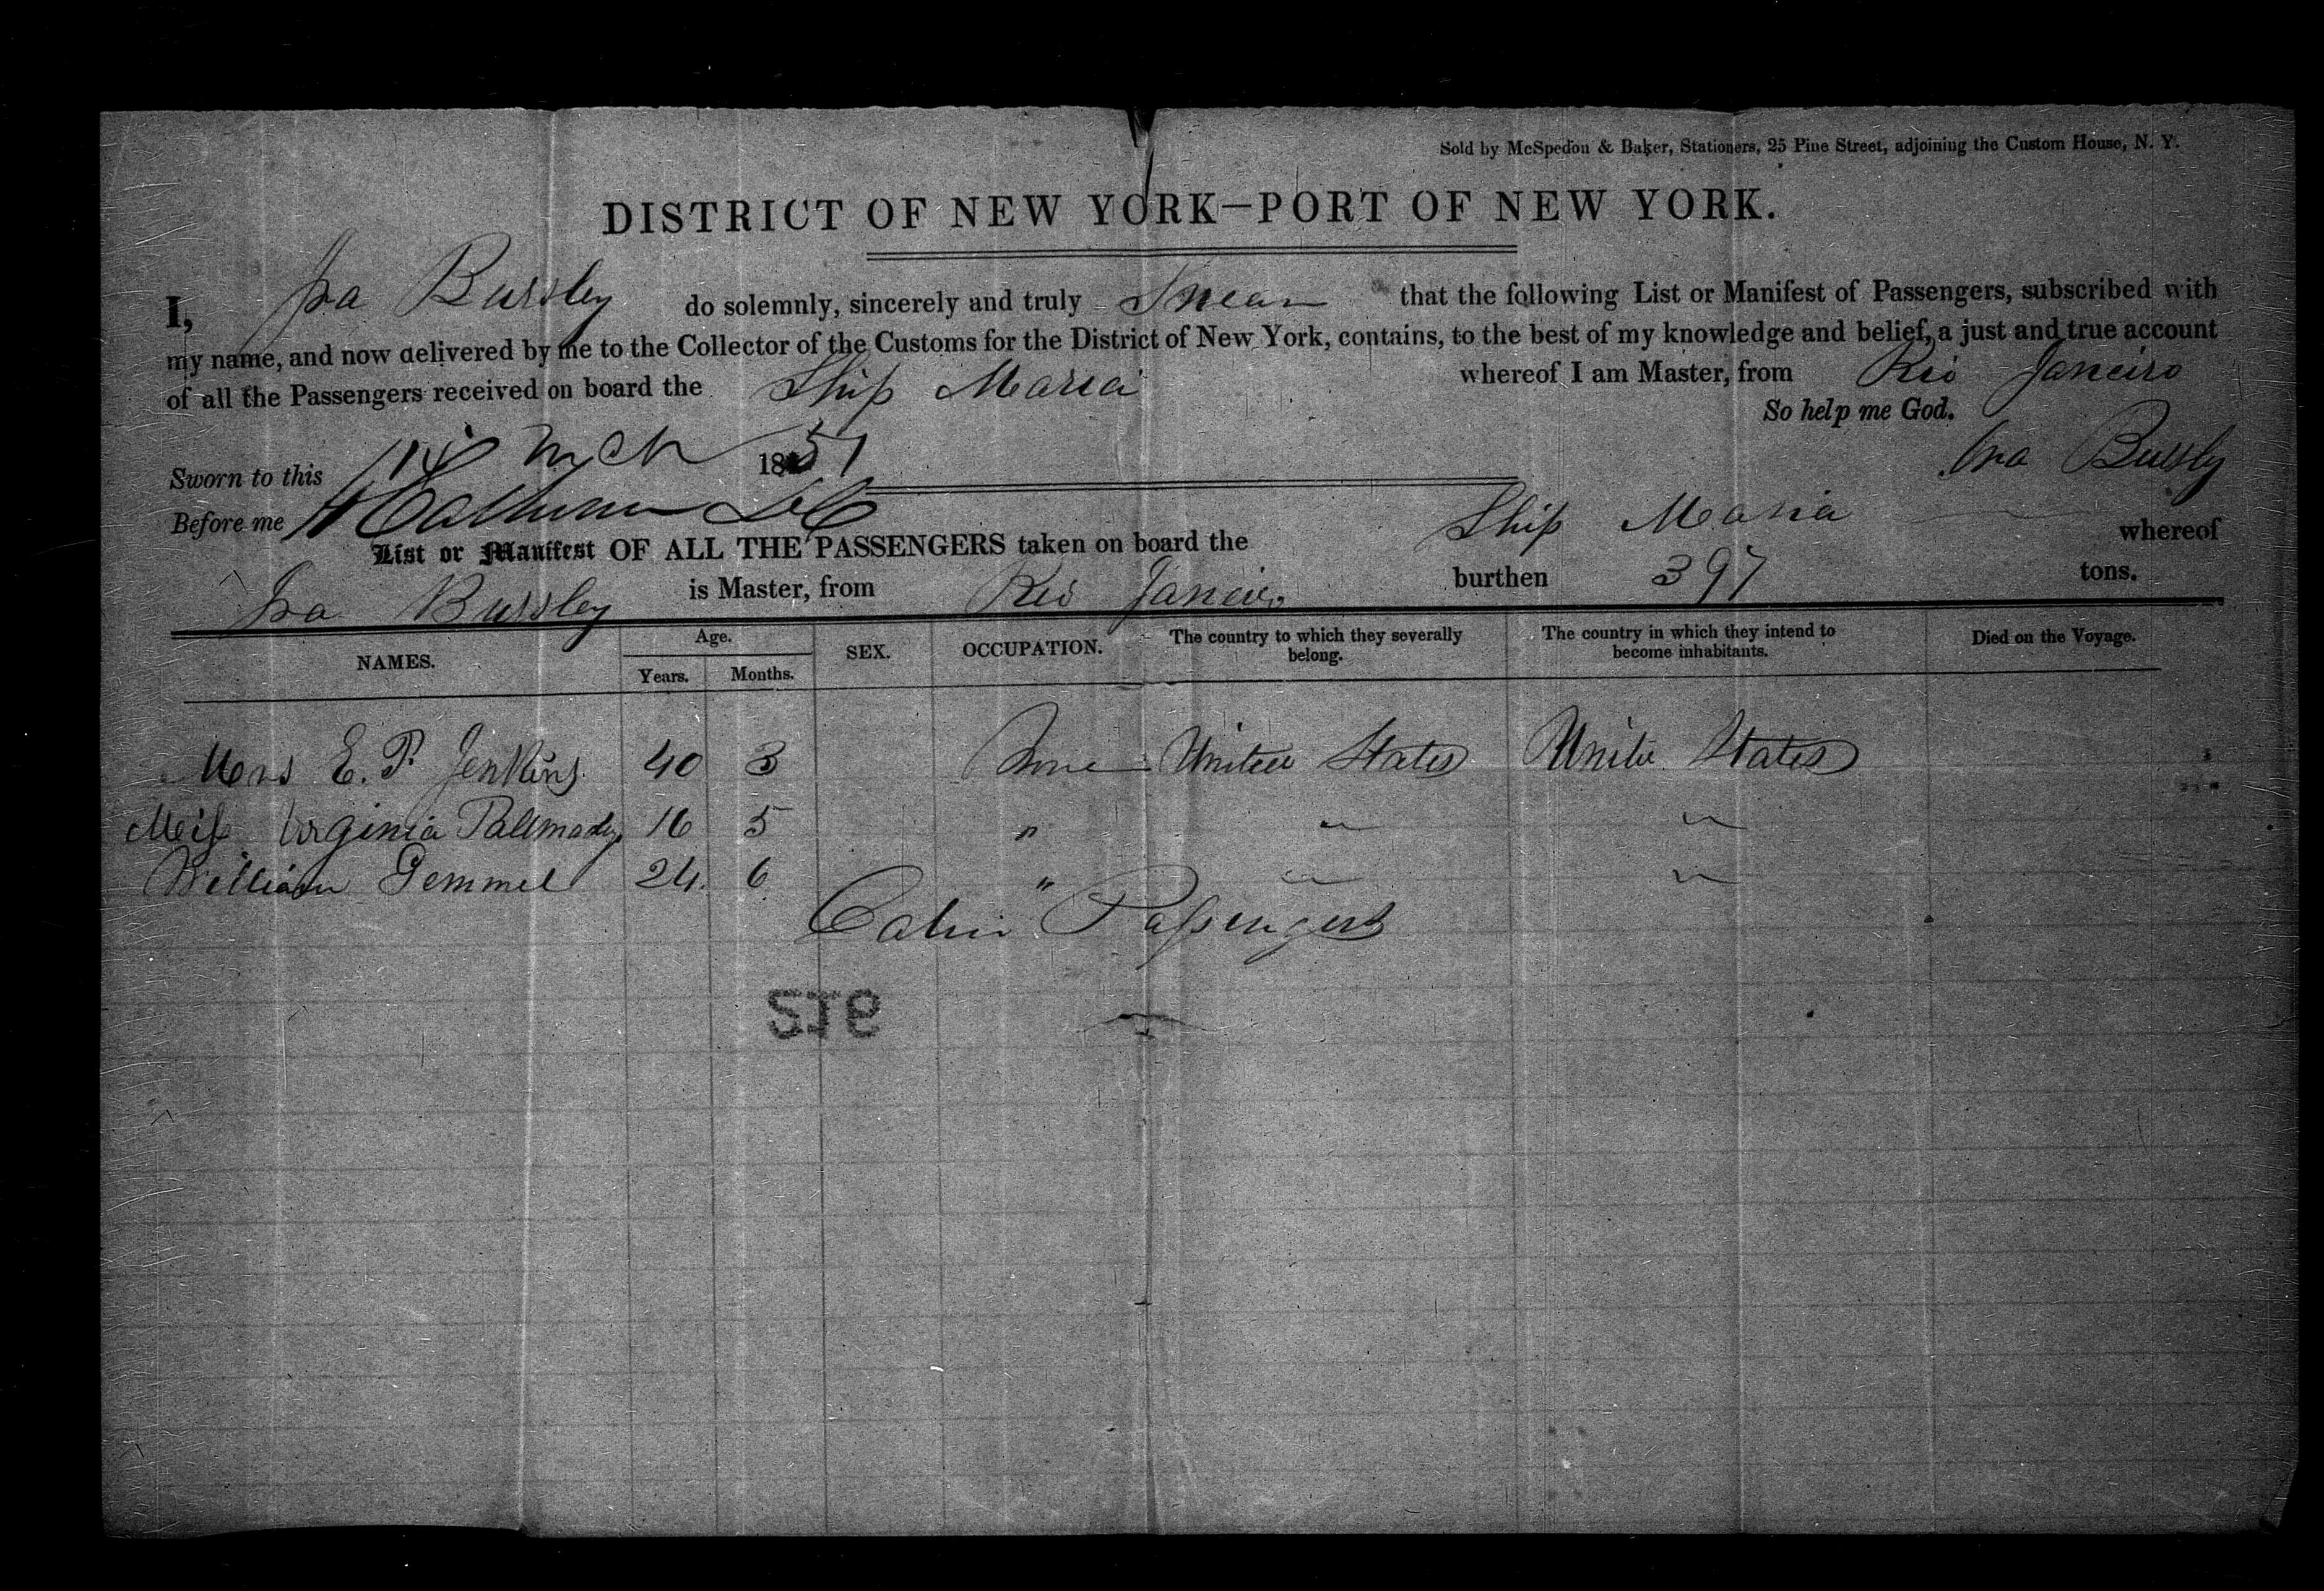 Sold by McSpedon & Baker, Stationers, 25 Pine Street, adjoining the Custom House, N. Y.
DISTRICT OF NEW YORK—PORT OF NEW YORK.
I, Ira Bursley do solemnly, sincerely and truly Swear that the following List or Manifest of Passengers, subscribed with
my name, and now delivered by me to the Collector of the Customs for the District of New York, contains, to the best of my knowledge and belief, a just and true account
of all the Passengers received on board the Ship Maria whereof I am Master, from Rio Janeiro
So help me God.
Sworn to this Mch 1851
Ira Bursley
Before me Calhoun
List or Manifest OF ALL THE PASSENGERS taken on board the Ship Maria whereof
Ira Bursley is Master, from Rio Janeiro burthen 397 tons.
NAMES. Age. Years. Months. SEX. OCCUPATION. The country to which they severally belong. The country in which they intend to become inhabitants. Died on the Voyage.
Mrs E. P. Jenkins 40 3 None United States Unite States
Miss Virginia 16 5 " " "
William Gemmel 24 6 " " "
Cabin Passengers
219